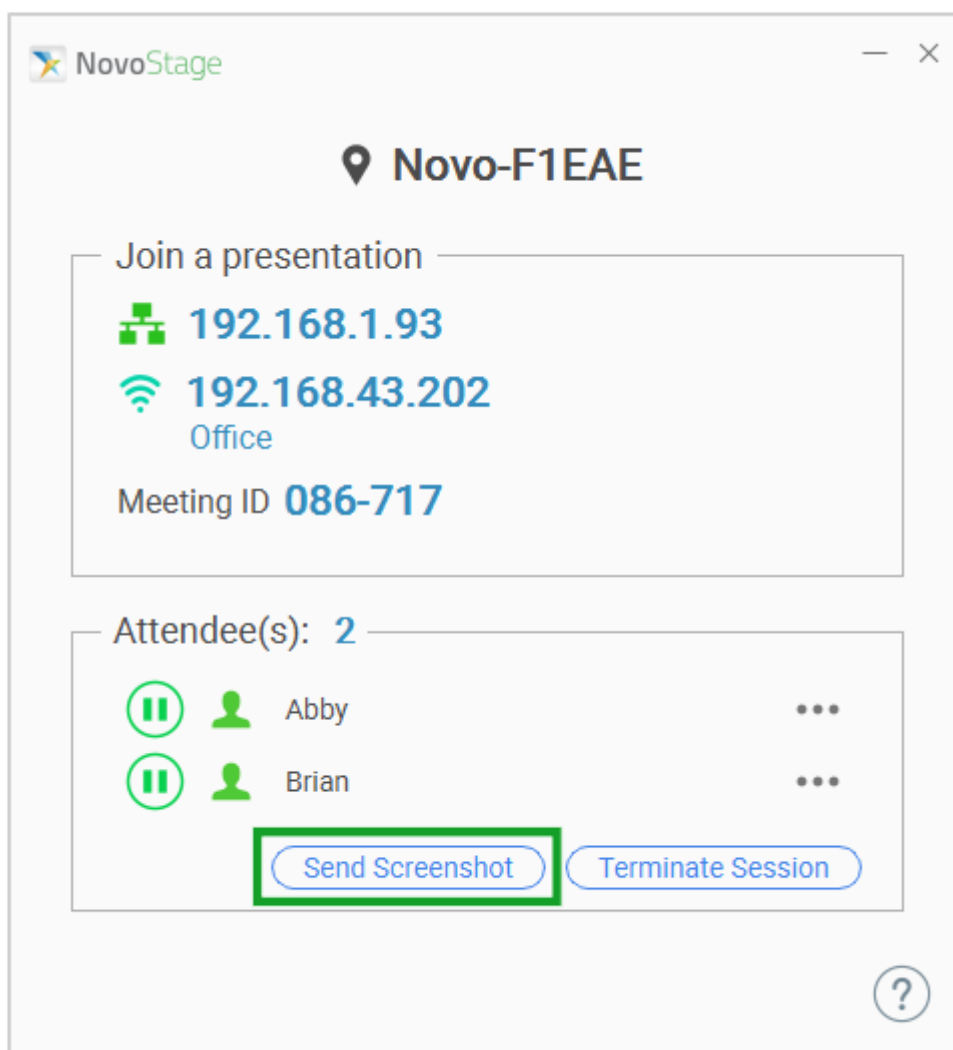 NovoStage
Novo-F1EAE
Join a presentation
192.168.1.93
192.168.43.202
Office
Meeting ID 086-717
Attendee(s): 2
Abby
Brian
Send Screenshot Terminate Session
?